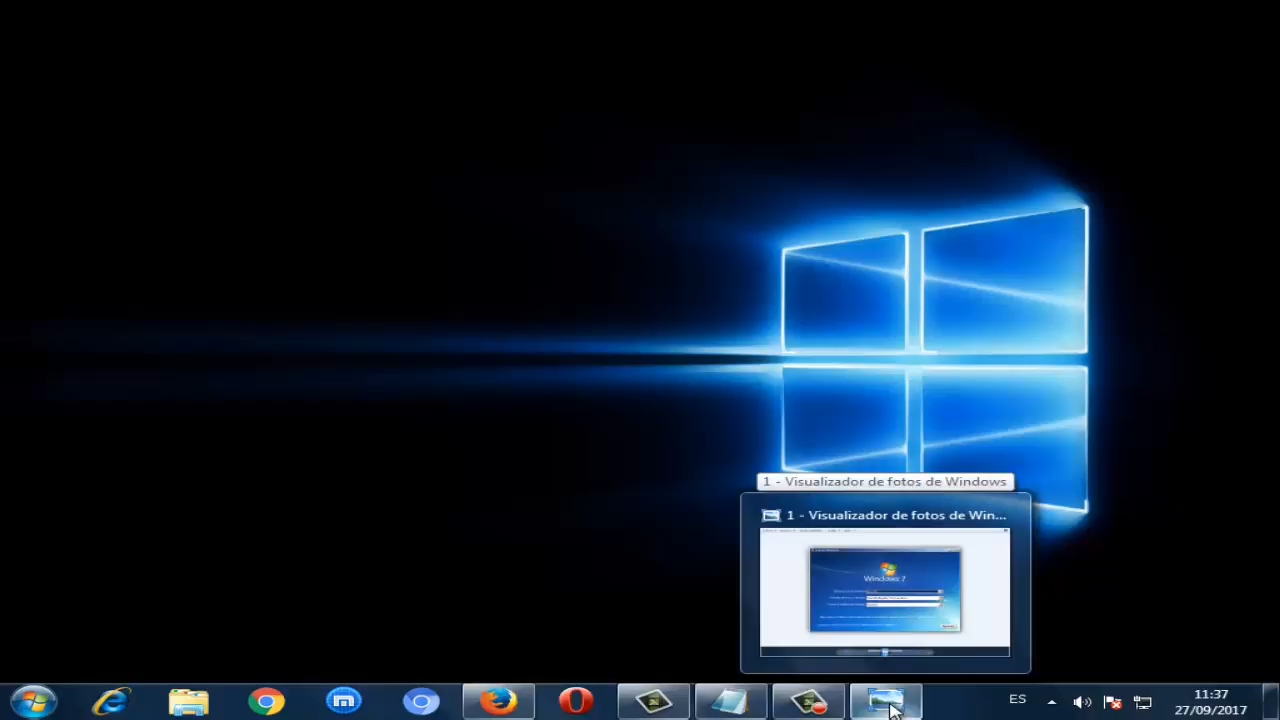 1 - Visualizador de fotos de Windows
1 - Visualizador de fotos de Win...
Windows 7
ES
11:37
27/09/2017